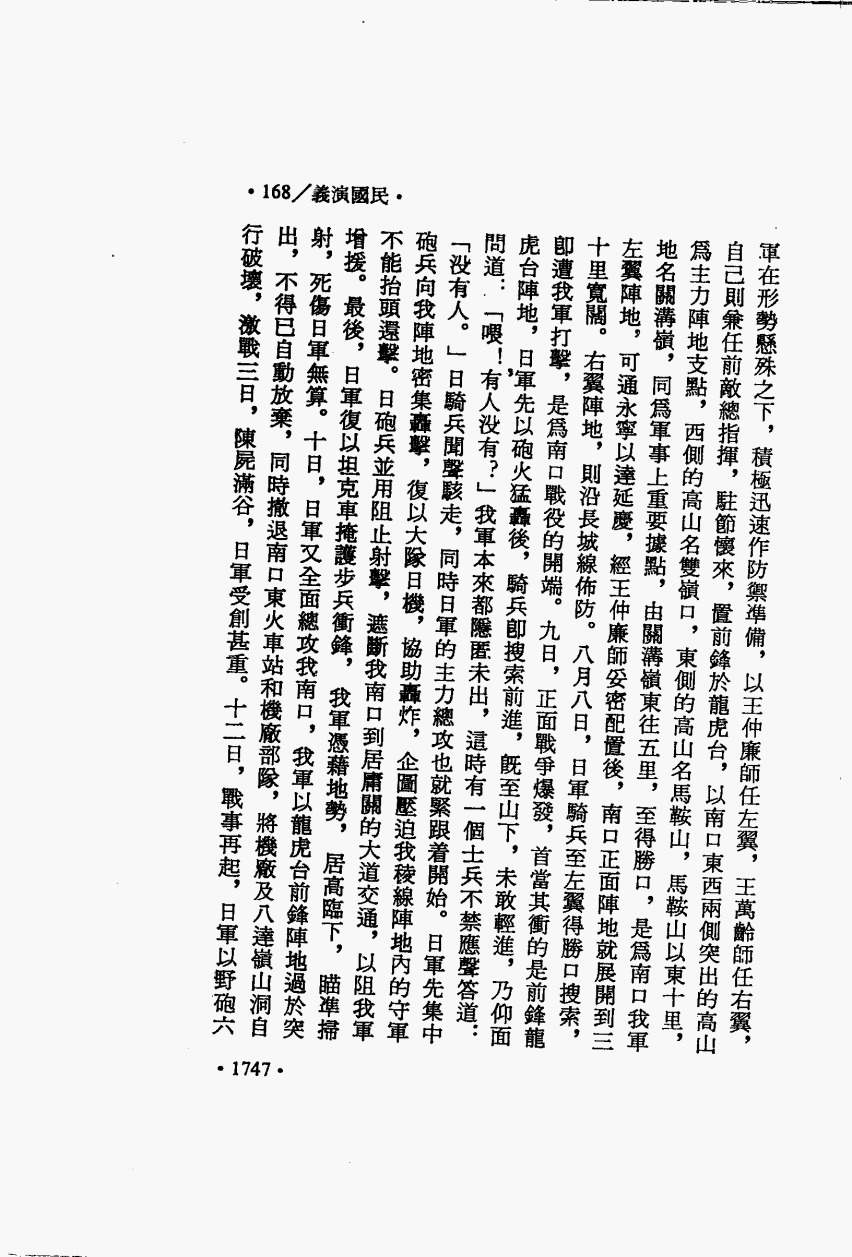 •168/義演國民•
軍在形勢懸殊之下，積極迅速作防禦準備，以王仲廉師任左翼，王萬齡師任右翼，
自己則兼任前敵總指揮，駐節懷來，置前鋒於龍虎台，以南口東西兩側突出的高山
爲主力陣地支點，西側的高山名雙嶺口，東側的高山名馬鞍山，馬鞍山以東十里，
地名關溝嶺，同爲軍事上重要據點，由關溝嶺東往五里，至得勝口，是爲南口我軍
左翼陣地，可通永寧以達延慶，經王仲廉師妥密配置後，南口正面陣地就展開到三
十里寬闊。右翼陣地，則沿長城線佈防。八月八日，日軍騎兵至左翼得勝口搜索，
卽遭我軍打擊，是爲南口戰役的開端。九日，正面戰爭爆發，首當其衝的是前鋒龍
虎台陣地，日軍先以砲火猛轟後，騎兵卽搜索前進，旣至山下，未敢輕進，乃仰面
問道：「喂！有人沒有？」我軍本來都隱匿未出，這時有一個士兵不禁應聲答道：
「沒有人。」日騎兵聞聲駭走，同時日軍的主力總攻也就緊跟着開始。日軍先集中
砲兵向我陣地密集轟擊，復以大隊日機，協助轟炸，企圖壓迫我稜線陣地內的守軍
不能抬頭還擊。日砲兵並用阻止射擊，遮斷我南口到居庸關的大道交通，以阻我軍
增援。最後，日軍復以坦克車掩護步兵衝鋒，我軍憑藉地勢，居高臨下，瞄準掃
射，死傷日軍無算。十日，日軍又全面總攻我南口，我軍以龍虎台前鋒陣地過於突
出，不得已自動放棄，同時撤退南口東火車站和機廠部隊，將機廠及八達嶺山洞自
行破壞，激戰三日，陳屍滿谷，日軍受創甚重。十二日，戰事再起，日軍以野砲六
•1747•